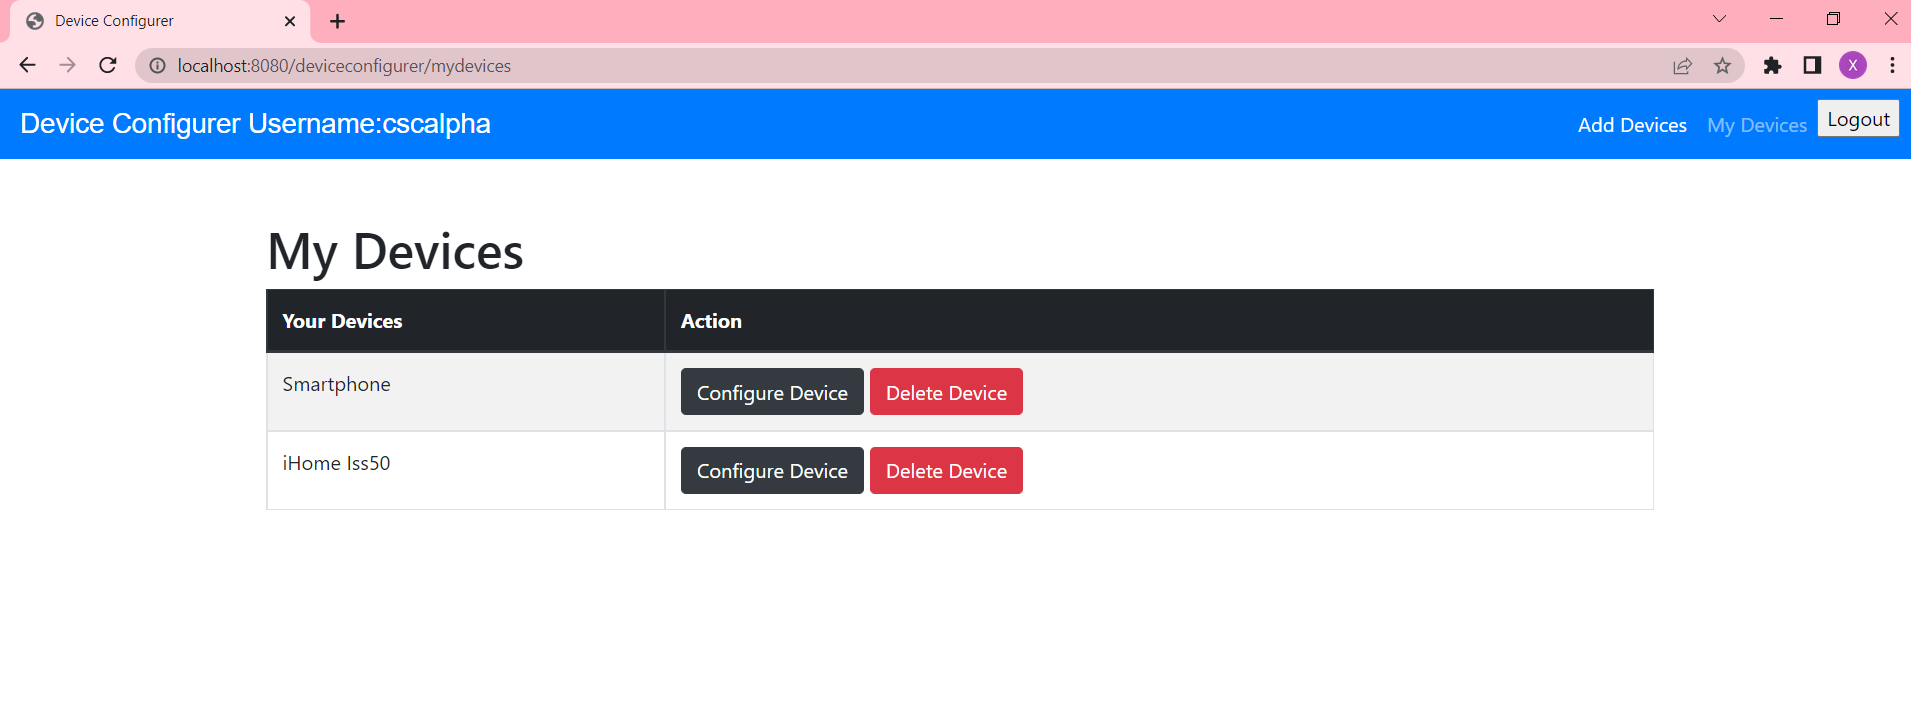 Device Configurer
localhost:8080/deviceconfigurer/mydevices
X
Device Configurer Username:cscalpha
Add Devices My Devices Logout
My Devices
Your Devices Action
Smartphone Configure Device Delete Device
iHome Iss50 Configure Device Delete Device